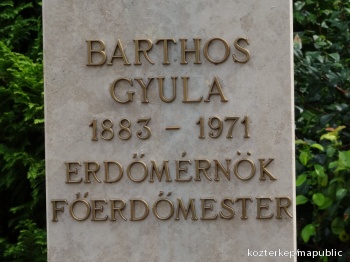 BARTHOS
GYULA
1883 - 1971
ERDŐMÉRNÖK
FŐERDŐMESTER
kozterkep/mapublic